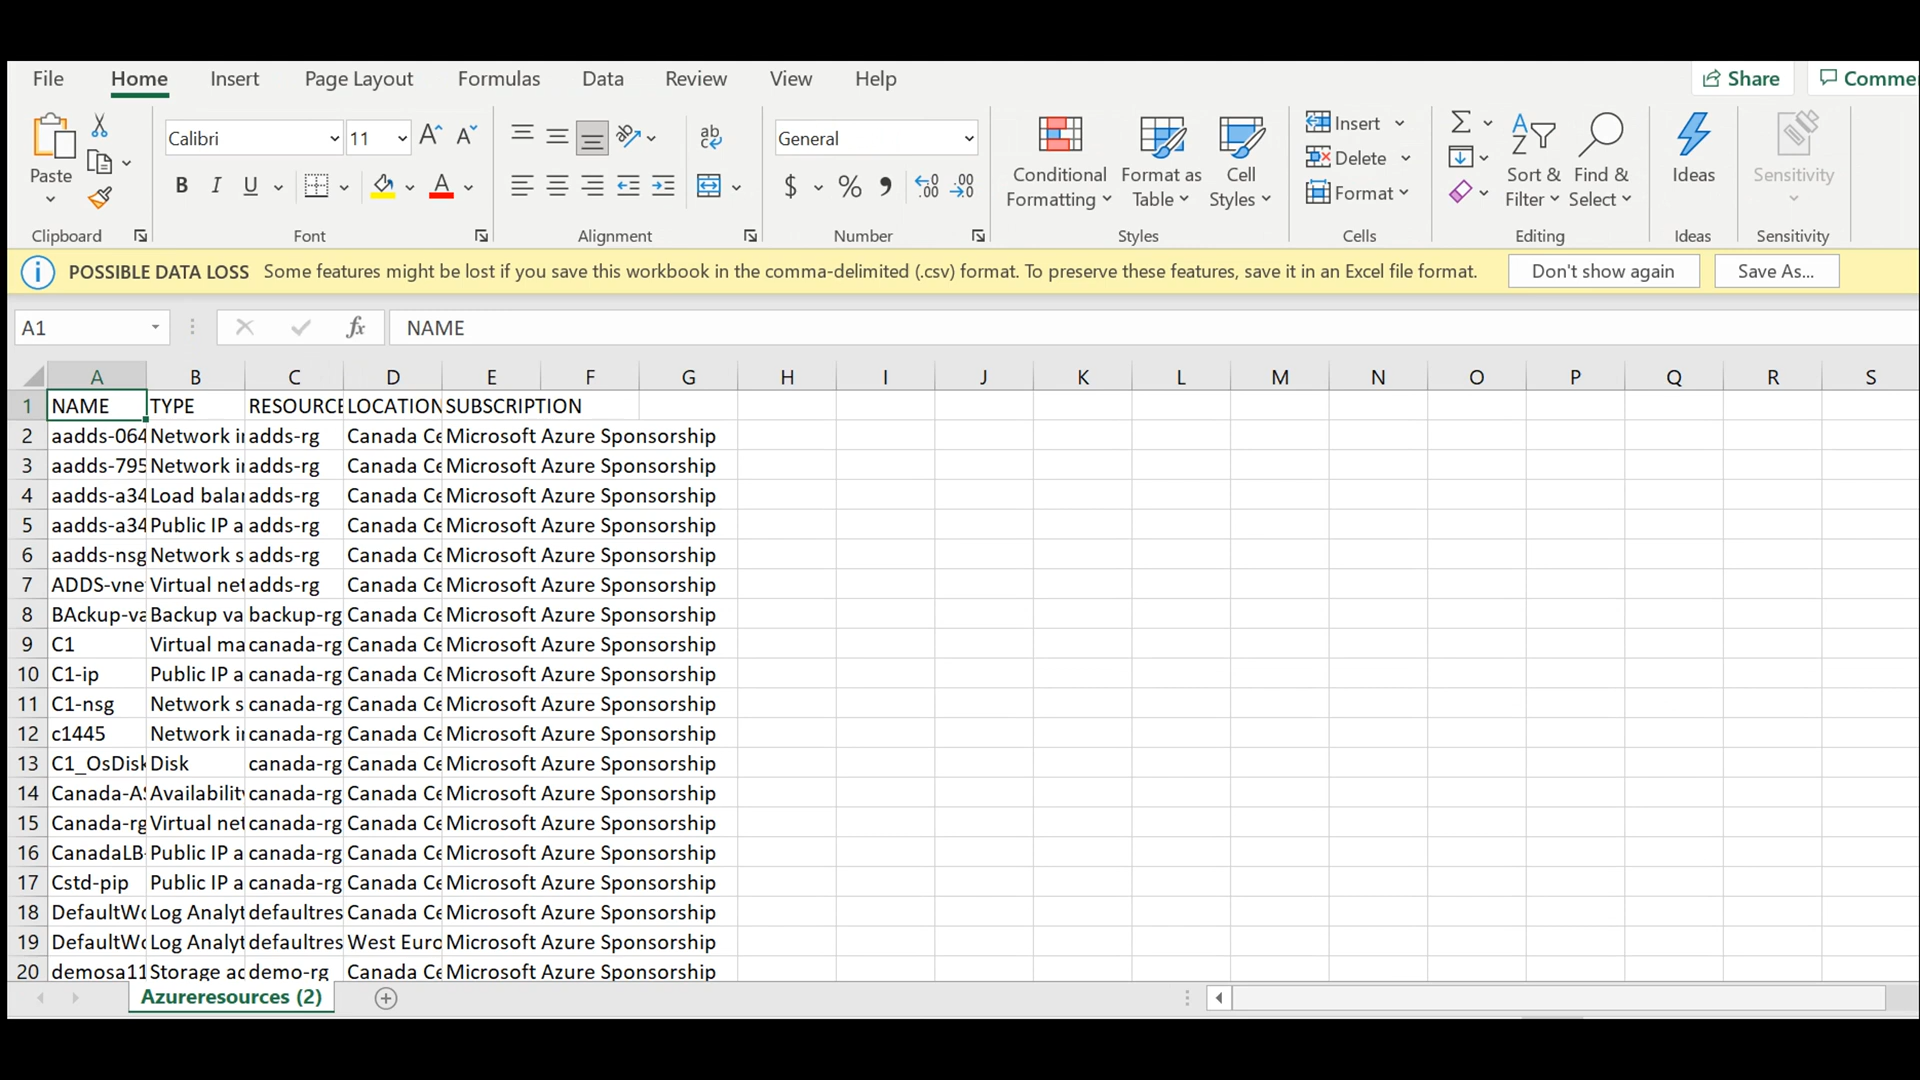 File Home Insert Page Layout Formulas Data Review View Help Share Comme
Paste Calibri 11 General Conditional Formatting Format as Table Cell Styles Insert Delete Format Sort & Filter Find & Select Ideas Sensitivity
Clipboard Font Alignment Number Styles Cells Editing Ideas Sensitivity
POSSIBLE DATA LOSS Some features might be lost if you save this workbook in the comma-delimited (.csv) format. To preserve these features, save it in an Excel file format. Don't show again Save As...
A1 fx NAME
A B C D E F G H I J K L M N O P Q R S
1 NAME TYPE RESOURCE LOCATION SUBSCRIPTION
2 aadds-064 Network i adds-rg Canada Ce Microsoft Azure Sponsorship
3 aadds-795 Network i adds-rg Canada Ce Microsoft Azure Sponsorship
4 aadds-a34 Load bala adds-rg Canada Ce Microsoft Azure Sponsorship
5 aadds-a34 Public IP a adds-rg Canada Ce Microsoft Azure Sponsorship
6 aadds-nsg Network s adds-rg Canada Ce Microsoft Azure Sponsorship
7 ADDS-vne Virtual net adds-rg Canada Ce Microsoft Azure Sponsorship
8 BAckup-va Backup va backup-rg Canada Ce Microsoft Azure Sponsorship
9 C1 Virtual ma canada-rg Canada Ce Microsoft Azure Sponsorship
10 C1-ip Public IP a canada-rg Canada Ce Microsoft Azure Sponsorship
11 C1-nsg Network s canada-rg Canada Ce Microsoft Azure Sponsorship
12 c1445 Network i canada-rg Canada Ce Microsoft Azure Sponsorship
13 C1_OsDisk Disk canada-rg Canada Ce Microsoft Azure Sponsorship
14 Canada-AS Availability canada-rg Canada Ce Microsoft Azure Sponsorship
15 Canada-rg Virtual net canada-rg Canada Ce Microsoft Azure Sponsorship
16 CanadaLB- Public IP a canada-rg Canada Ce Microsoft Azure Sponsorship
17 Cstd-pip Public IP a canada-rg Canada Ce Microsoft Azure Sponsorship
18 DefaultWo Log Analyt defaultres Canada Ce Microsoft Azure Sponsorship
19 DefaultWo Log Analyt defaultres West Euro Microsoft Azure Sponsorship
20 demosa11 Storage ac demo-rg Canada Ce Microsoft Azure Sponsorship
Azureresources (2)